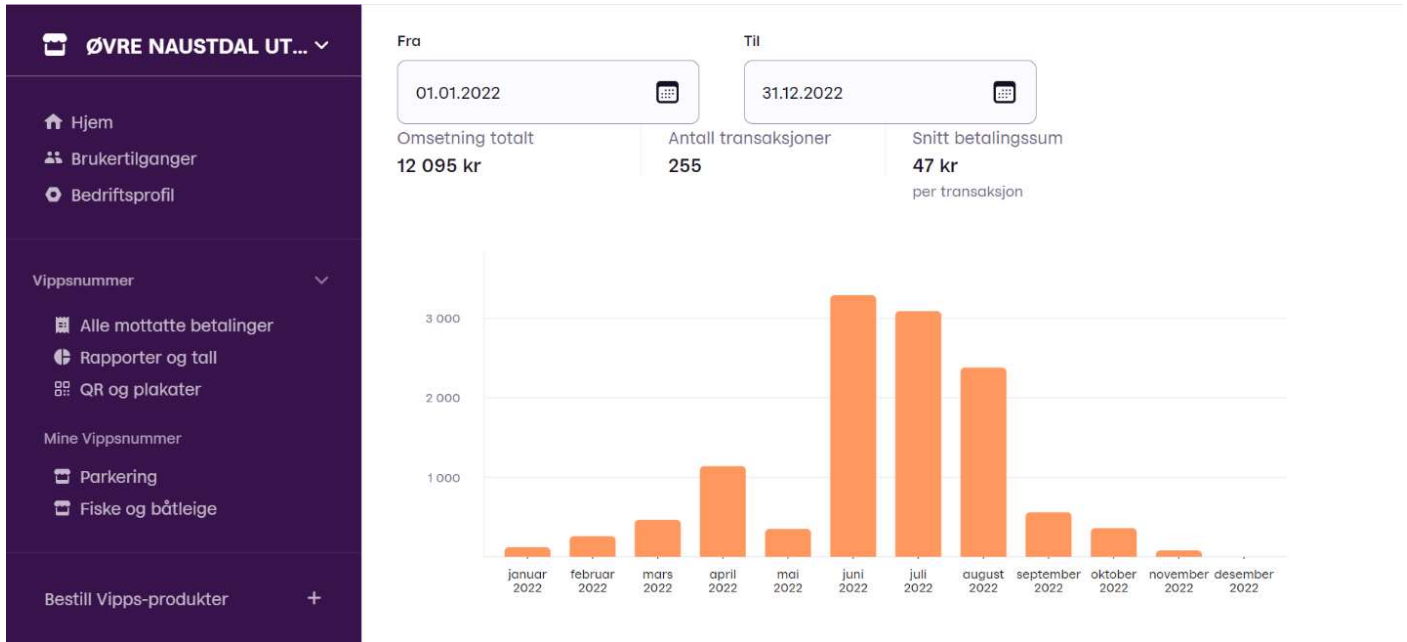 ØVRE NAUSTDAL UT...
Hjem
Brukertilganger
Bedriftsprofil
Vippsnummer
Alle mottatte betalinger
Rapporter og tall
QR og plakater
Mine Vippsnummer
Parkering
Fiske og båtleige
Bestill Vipps-produkter +
Fra Til
01.01.2022 31.12.2022
Omsetning totalt Antall transaksjoner Snitt betalingssum
12 095 kr 255 47 kr
per transaksjon
3 000
2 000
1 000
januar februar mars april mai juni juli august september oktober november desember
2022 2022 2022 2022 2022 2022 2022 2022 2022 2022 2022 2022